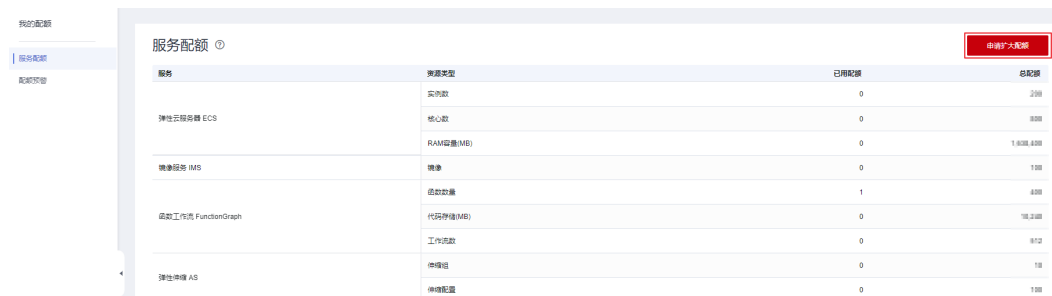 我的配额
服务配额
配额预警
服务配额
申请扩大配额
服务 资源类型 已用配额 总配额
弹性云服务器 ECS
实例数 0
核心数 0
RAM容量(MB) 0
镜像服务 IMS 镜像 0
函数工作流 FunctionGraph
函数数量 1
代码存储(MB) 0
工作流数 0
弹性伸缩 AS
伸缩组 0
伸缩配置 0